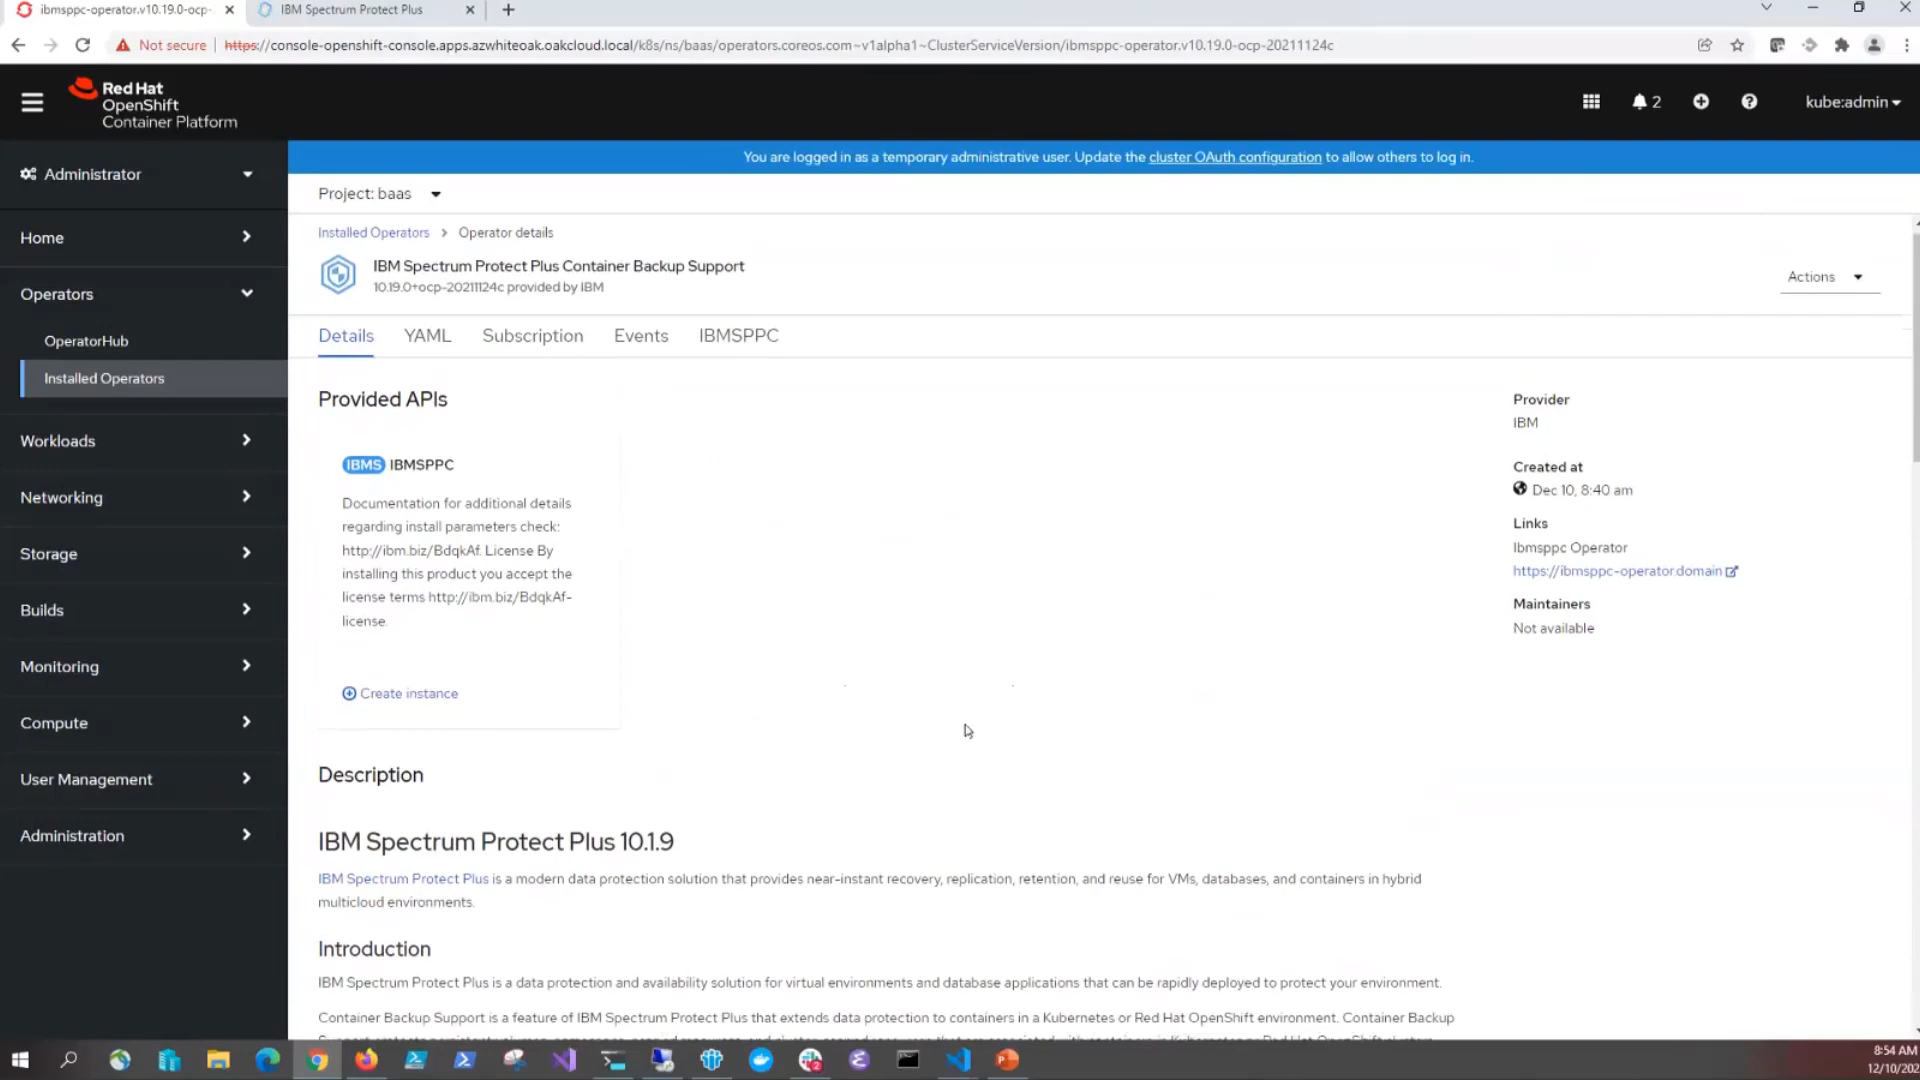 ibmsppc-operator.v10.19.0-ocp-
IBM Spectrum Protect Plus
Not secure
https://console-openshift-console.apps.azwhiteoak.oakcloud.local/k8s/ns/baas/operators.coreos.com~v1alpha1~ClusterServiceVersion/ibmsppc-operator.v10.19.0-ocp-20211124c
Red Hat
OpenShift
Container Platform
2
kube:admin
You are logged in as a temporary administrative user. Update the cluster OAuth configuration to allow others to log in.
Administrator
Home
Operators
OperatorHub
Installed Operators
Workloads
Networking
Storage
Builds
Monitoring
Compute
User Management
Administration
Project: baas
Installed Operators > Operator details
IBM Spectrum Protect Plus Container Backup Support
10.19.0+ocp-20211124c provided by IBM
Actions
Details YAML Subscription Events IBMSPPC
Provided APIs
IBMS IBMSPPC
Documentation for additional details
regarding install parameters check:
http://ibm.biz/BdqkAf. License By
installing this product you accept the
license terms http://ibm.biz/BdqkAf-
license.
Create instance
Provider
IBM
Created at
Dec 10, 8:40 am
Links
Ibmsppc Operator
https://ibmsppc-operator.domain
Maintainers
Not available
Description
IBM Spectrum Protect Plus 10.1.9
IBM Spectrum Protect Plus is a modern data protection solution that provides near-instant recovery, replication, retention, and reuse for VMs, databases, and containers in hybrid
multicloud environments.
Introduction
IBM Spectrum Protect Plus is a data protection and availability solution for virtual environments and database applications that can be rapidly deployed to protect your environment.
Container Backup Support is a feature of IBM Spectrum Protect Plus that extends data protection to containers in a Kubernetes or Red Hat OpenShift environment. Container Backup
8:54 AM
12/10/202